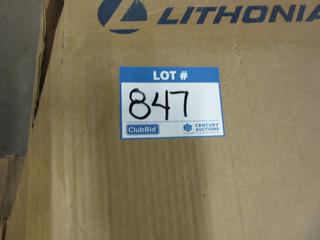 LITHONIA
LOT #
847
ClubBid
CENTURY
AUCTIONS